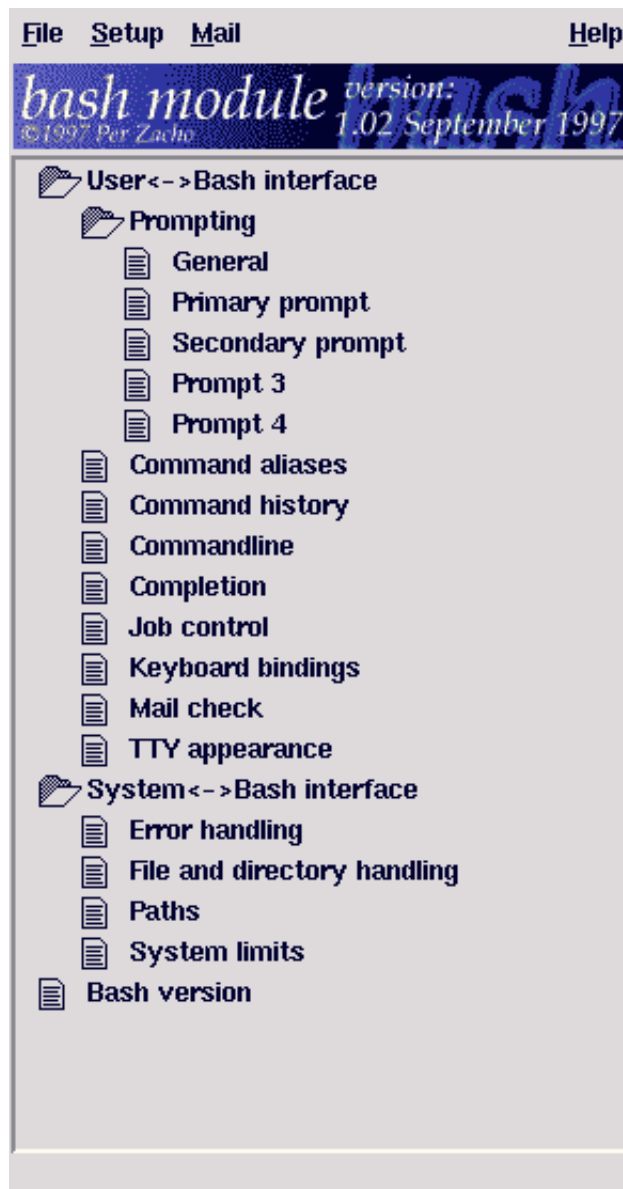 File Setup Mail Help
bash module version:
©1997 Per Zacho 1.02 September 1997
User<->Bash interface
Prompting
General
Primary prompt
Secondary prompt
Prompt 3
Prompt 4
Command aliases
Command history
Commandline
Completion
Job control
Keyboard bindings
Mail check
TTY appearance
System<->Bash interface
Error handling
File and directory handling
Paths
System limits
Bash version